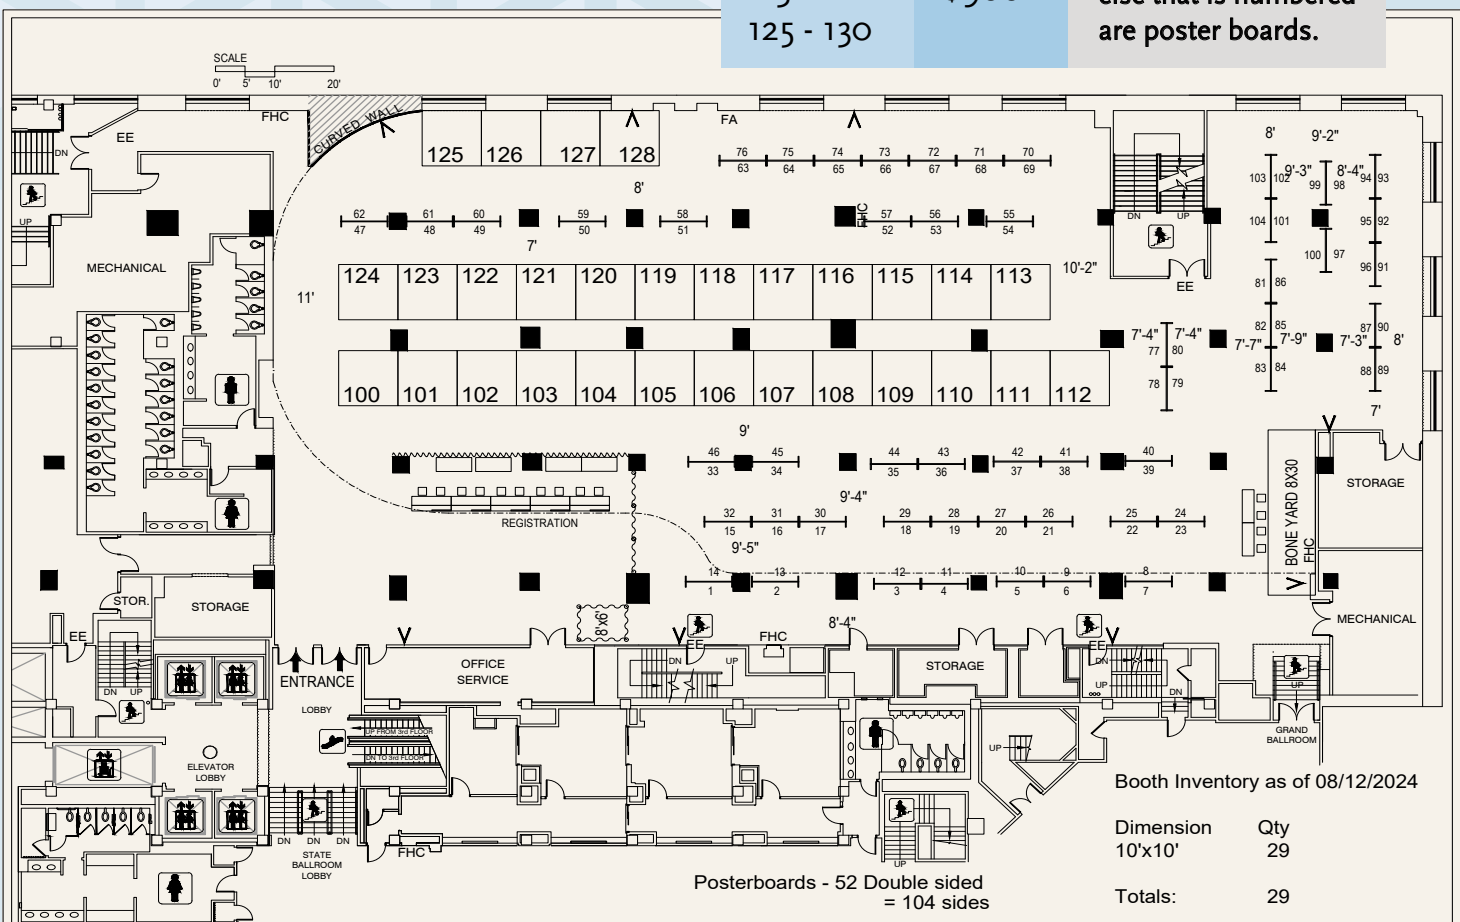 125 - 130
are poster boards.
SCALE
0' 5' 10' 20'
FHC
CURVED WALL
FA
EE
DN
UP
125 126 127 128
8'
76 75 74 73 72 71 70
63 64 65 66 67 68 69
62 61 60 59 58 57 56 55
47 48 49 50 51 52 53 54
FHC
7'
DN UP
EE
8'
9'-2"
9'-3" 8'-4"
103 102 99 98 94 93
104 101 95 92
100 97 96 91
81 86
82 85 87 90
7'-7" 7'-9" 7'-3" 8'
83 84 88 89
7'
MECHANICAL
11'
124 123 122 121 120 119 118 117 116 115 114 113
10'-2"
7'-4" 7'-4"
77 80
78 79
100 101 102 103 104 105 106 107 108 109 110 111 112
9'
46 45 44 43 42 41 40
33 34 35 36 37 38 39
9'-4"
REGISTRATION
32 31 30 29 28 27 26 25 24
15 16 17 18 19 20 21 22 23
9'-5"
14 13 12 11 10 9 8
1 2 3 4 5 6 7
8'x6'
8'-4"
BONE YARD 8X30
FHC
STORAGE
MECHANICAL
STOR.
STORAGE
EE
DN UP
ENTRANCE
LOBBY
OFFICE
SERVICE
EE
DN UP
FHC
STORAGE
EE
DN
UP
DN
UP
GRAND
BALLROOM
UP FROM 3rd FLOOR
DN TO 3rd FLOOR
ELEVATOR
LOBBY
UP
DN DN DN
STATE
BALLROOM
LOBBY
FHC
UP
Posterboards - 52 Double sided
= 104 sides
Booth Inventory as of 08/12/2024
Dimension Qty
10'x10' 29
Totals: 29